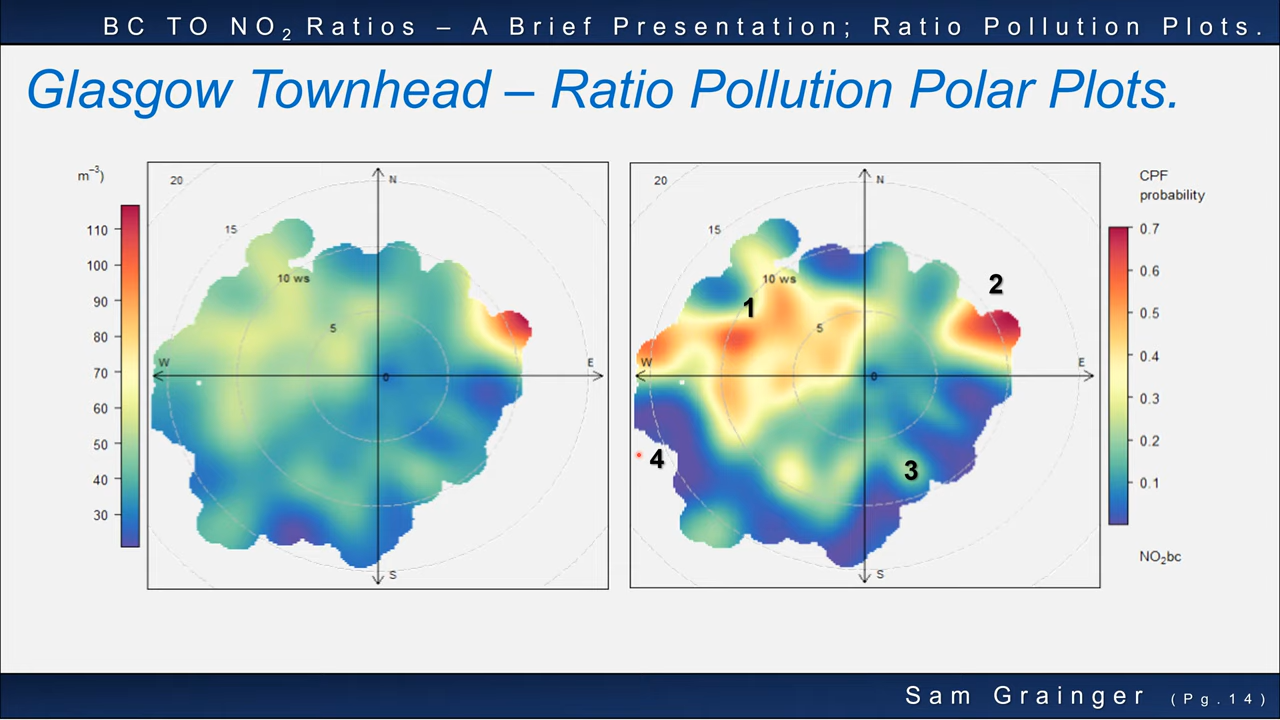 BC TO NO₂ Ratios – A Brief Presentation; Ratio Pollution Plots.
Glasgow Townhead – Ratio Pollution Polar Plots.
m⁻³)
110
100
90
80
70
60
50
40
30
20
15
10 ws
5
0
N
W
E
S
20
15
10 ws
5
0
N
W
E
S
1
2
3
4
CPF
probability
0.7
0.6
0.5
0.4
0.3
0.2
0.1
NO₂bc
Sam Grainger (Pg.14)